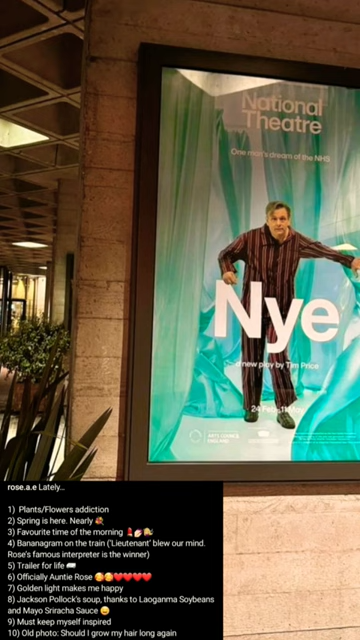 National
Theatre
One man's dream of the NHS
Nye
a new play by Tim Price
ARTS COUNCIL
ENGLAND
rose.a.e Lately...
1) Plants/Flowers addiction
2) Spring is here. Nearly 💐
3) Favourite time of the morning 💃
4) Bananagram on the train ('Lieutenant' blew our mind.
Rose's famous interpreter is the winner)
5) Trailer for life
6) Officially Auntie Rose 🥰🥰❤️❤️❤️❤️❤️
7) Golden light makes me happy
8) Jackson Pollock's soup, thanks to Laoganma Soybeans
and Mayo Sriracha Sauce 😄
9) Must keep myself inspired
10) Old photo: Should I grow my hair long again